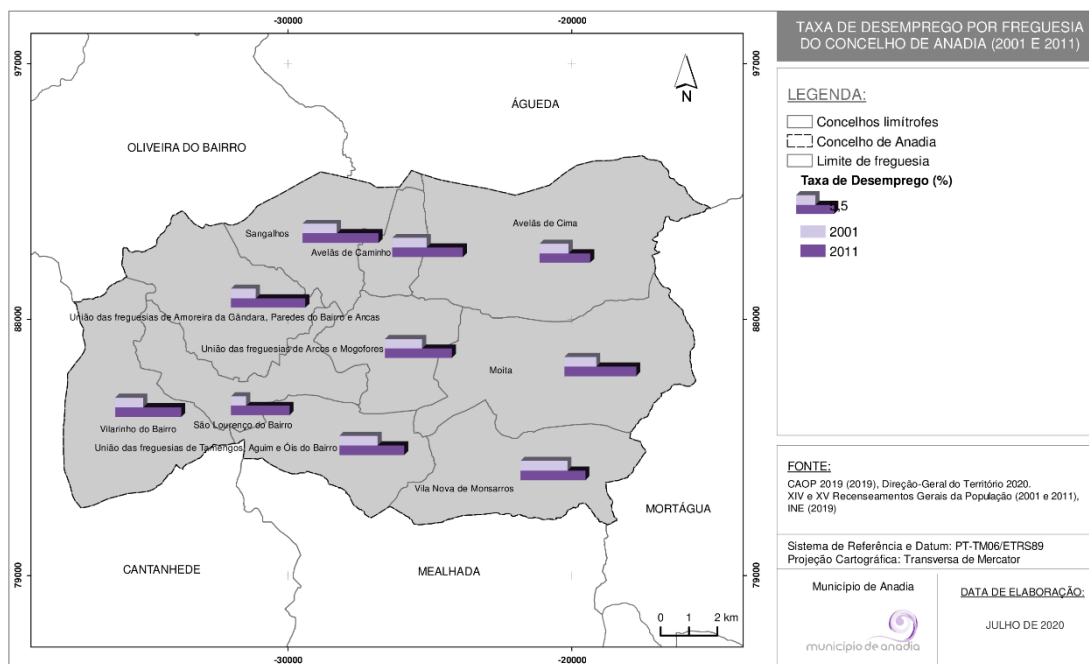 -30000
-20000
97000
97000
ÁGUEDA
OLIVEIRA DO BAIRRO
N
Avelãs de Cima
Sangalhos
Avelãs de Caminho
88000
88000
União das freguesias de Amoreira da Gândara, Paredes do Bairro e Ancas
União das freguesias de Arcos e Mogofores
Moita
São Lourenço do Bairro
Vilarinho do Bairro
União das freguesias de Tamengos, Aguim e Óis do Bairro
Vila Nova de Monsarros
MORTÁGUA
CANTANHEDE
MEALHADA
79000
79000
0 1 2 km
-30000
-20000
TAXA DE DESEMPREGO POR FREGUESIA
DO CONCELHO DE ANADIA (2001 E 2011)
LEGENDA:
Concelhos limítrofes
Concelho de Anadia
Limite de freguesia
Taxa de Desemprego (%)
2001
2011
FONTE:
CAOP 2019 (2019), Direção-Geral do Território 2020.
XIV e XV Recenseamentos Gerais da População (2001 e 2011),
INE (2019)
Sistema de Referência e Datum: PT-TM06/ETRS89
Projeção Cartográfica: Transversa de Mercator
Município de Anadia
município de anadia
DATA DE ELABORAÇÃO:
JULHO DE 2020